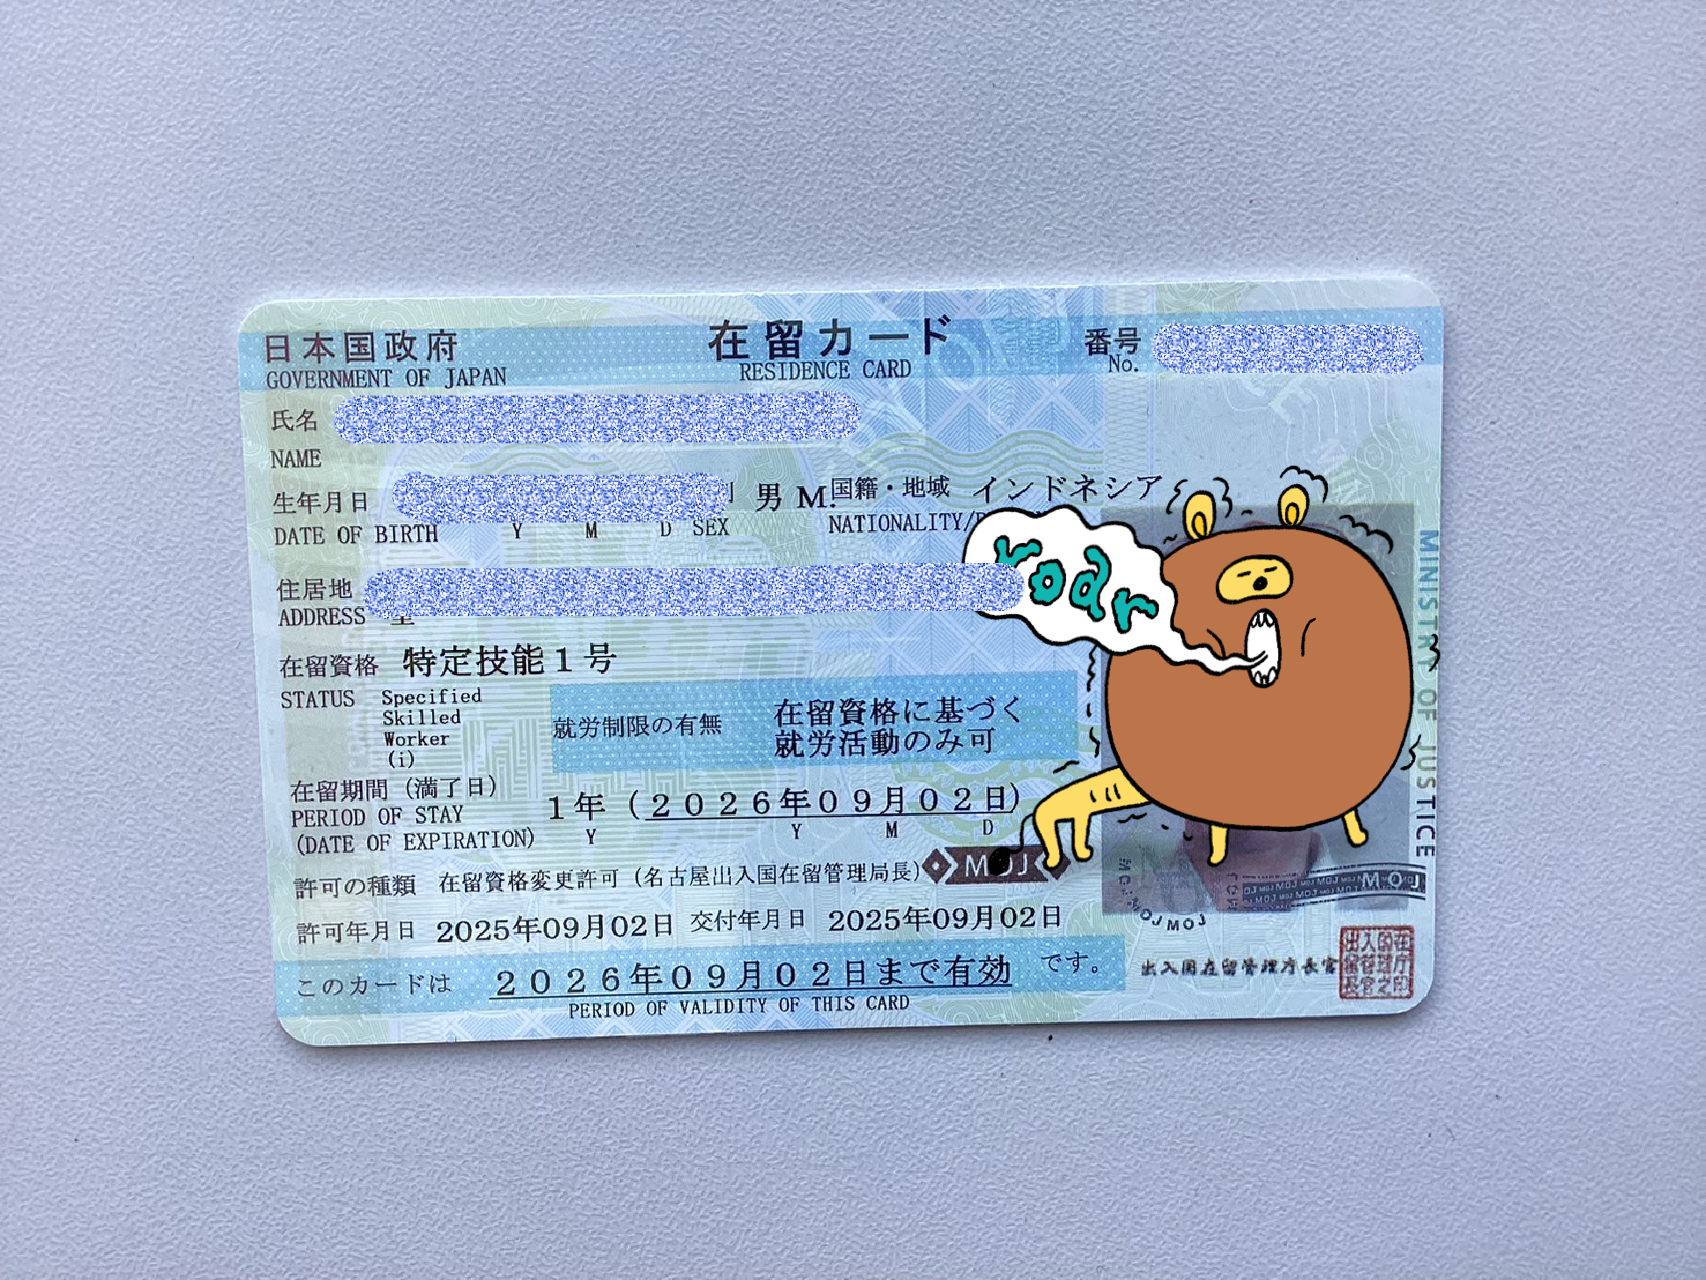 日本国政府 在留カード 番号
GOVERNMENT OF JAPAN RESIDENCE CARD No.
氏名
NAME
生年月日 男 M. 国籍・地域 インドネシア
DATE OF BIRTH Y M D SEX NATIONALITY/
住居地
ADDRESS
roar
在留資格 特定技能1号
STATUS Specified
Skilled
Worker
(i)
就労制限の有無 在留資格に基づく
就労活動のみ可
在留期間(満了日) 1年(2026年09月02日)
PERIOD OF STAY
(DATE OF EXPIRATION) Y Y M D
許可の種類 在留資格変更許可(名古屋出入国在留管理局長) MOJ
許可年月日 2025年09月02日 交付年月日 2025年09月02日
このカードは 2026年09月02日まで有効 です。
PERIOD OF VALIDITY OF THIS CARD
MINISTRY OF JUSTICE
MOJ
出入国在留管理庁長官